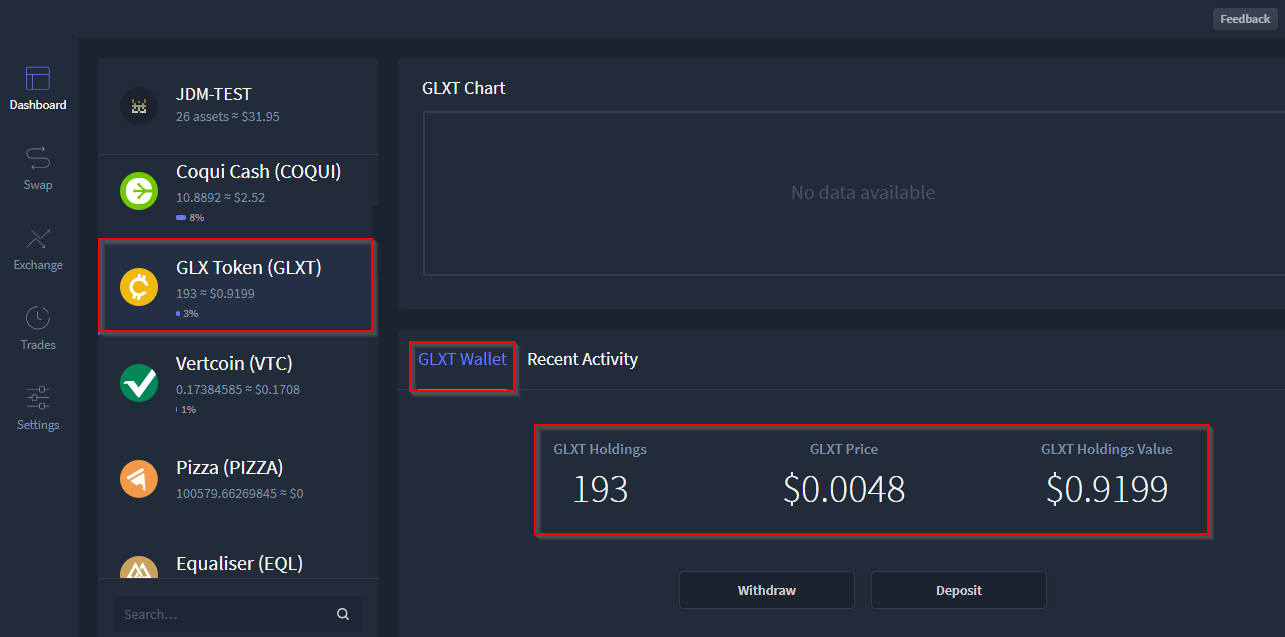 Feedback
Dashboard
Swap
Exchange
Trades
Settings
JDM-TEST
26 assets ≈ $31.95
Coqui Cash (COQUI)
10.8892 ≈ $2.52
8%
GLX Token (GLXT)
193 ≈ $0.9199
3%
Vertcoin (VTC)
0.17384585 ≈ $0.1708
1%
Pizza (PIZZA)
100579.66269845 ≈ $0
Equaliser (EQL)
Search...
GLXT Chart
No data available
GLXT Wallet Recent Activity
GLXT Holdings GLXT Price GLXT Holdings Value
193 $0.0048 $0.9199
Withdraw Deposit